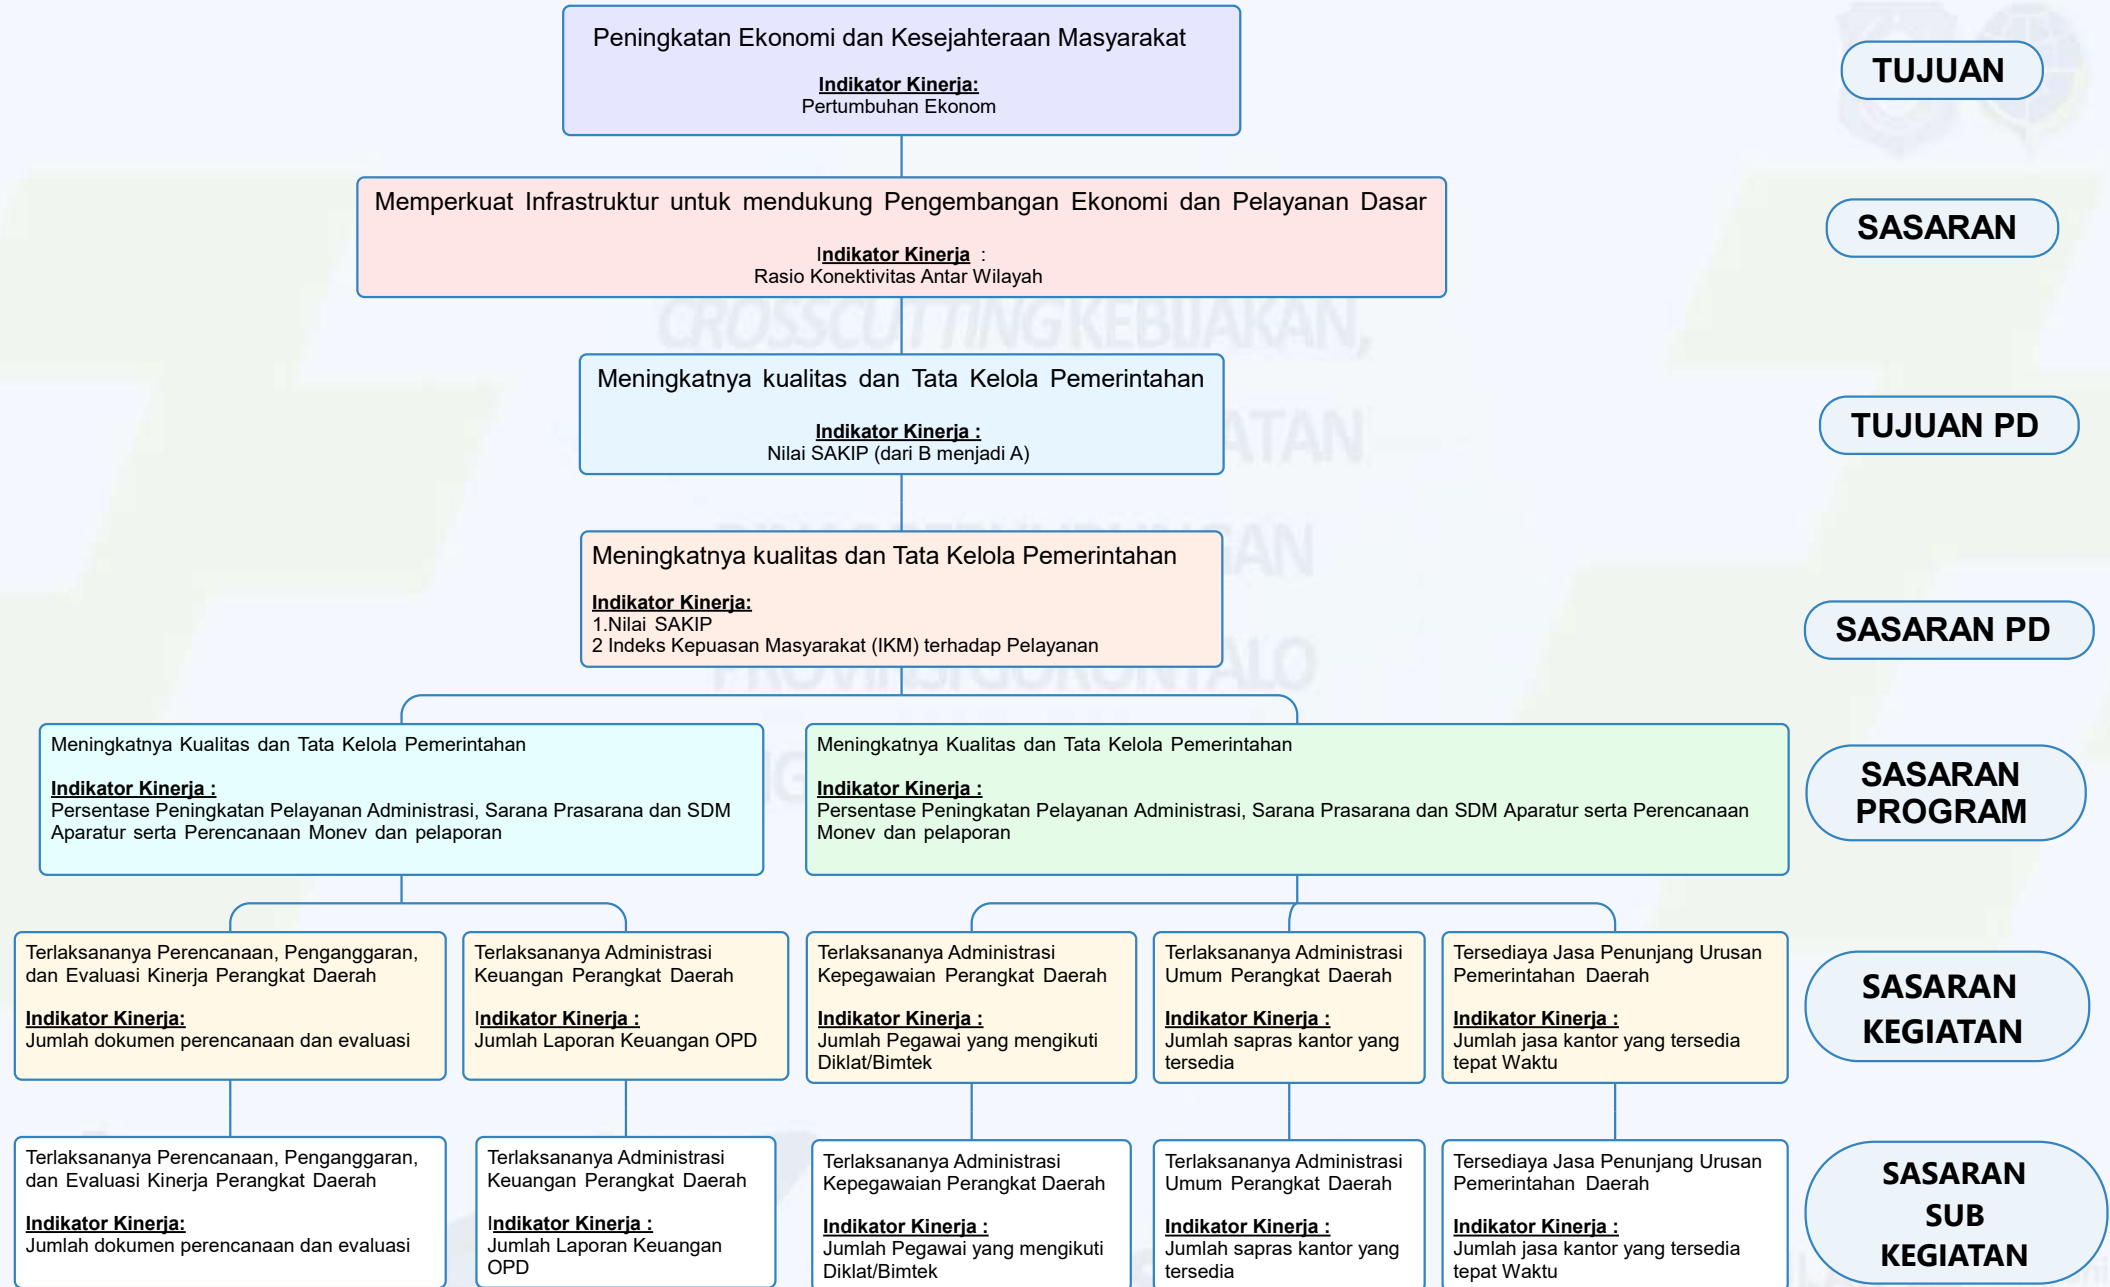 Peningkatan Ekonomi dan Kesejahteraan Masyarakat
Indikator Kinerja:
Pertumbuhan Ekonom
TUJUAN
Memperkuat Infrastruktur untuk mendukung Pengembangan Ekonomi dan Pelayanan Dasar
Indikator Kinerja :
Rasio Konektivitas Antar Wilayah
SASARAN
CROSSCUTTING KEBIJAKAN,
Meningkatnya kualitas dan Tata Kelola Pemerintahan
Indikator Kinerja :
Nilai SAKIP (dari B menjadi A)
TUJUAN PD
Meningkatnya kualitas dan Tata Kelola Pemerintahan
Indikator Kinerja:
1.Nilai SAKIP
2 Indeks Kepuasan Masyarakat (IKM) terhadap Pelayanan
SASARAN PD
PROVINSI GORONTALO
Meningkatnya Kualitas dan Tata Kelola Pemerintahan
Indikator Kinerja :
Persentase Peningkatan Pelayanan Administrasi, Sarana Prasarana dan SDM
Aparatur serta Perencanaan Monev dan pelaporan
Meningkatnya Kualitas dan Tata Kelola Pemerintahan
Indikator Kinerja :
Persentase Peningkatan Pelayanan Administrasi, Sarana Prasarana dan SDM Aparatur serta Perencanaan
Monev dan pelaporan
SASARAN
PROGRAM
Terlaksananya Perencanaan, Penganggaran,
dan Evaluasi Kinerja Perangkat Daerah
Indikator Kinerja:
Jumlah dokumen perencanaan dan evaluasi
Terlaksananya Administrasi
Keuangan Perangkat Daerah
Indikator Kinerja :
Jumlah Laporan Keuangan OPD
Terlaksananya Administrasi
Kepegawaian Perangkat Daerah
Indikator Kinerja :
Jumlah Pegawai yang mengikuti
Diklat/Bimtek
Terlaksananya Administrasi
Umum Perangkat Daerah
Indikator Kinerja :
Jumlah sapras kantor yang
tersedia
Tersediaya Jasa Penunjang Urusan
Pemerintahan Daerah
Indikator Kinerja :
Jumlah jasa kantor yang tersedia
tepat Waktu
SASARAN
KEGIATAN
Terlaksananya Perencanaan, Penganggaran,
dan Evaluasi Kinerja Perangkat Daerah
Indikator Kinerja:
Jumlah dokumen perencanaan dan evaluasi
Terlaksananya Administrasi
Keuangan Perangkat Daerah
Indikator Kinerja :
Jumlah Laporan Keuangan
OPD
Terlaksananya Administrasi
Kepegawaian Perangkat Daerah
Indikator Kinerja :
Jumlah Pegawai yang mengikuti
Diklat/Bimtek
Terlaksananya Administrasi
Umum Perangkat Daerah
Indikator Kinerja :
Jumlah sapras kantor yang
tersedia
Tersediaya Jasa Penunjang Urusan
Pemerintahan Daerah
Indikator Kinerja :
Jumlah jasa kantor yang tersedia
tepat Waktu
SASARAN
SUB
KEGIATAN